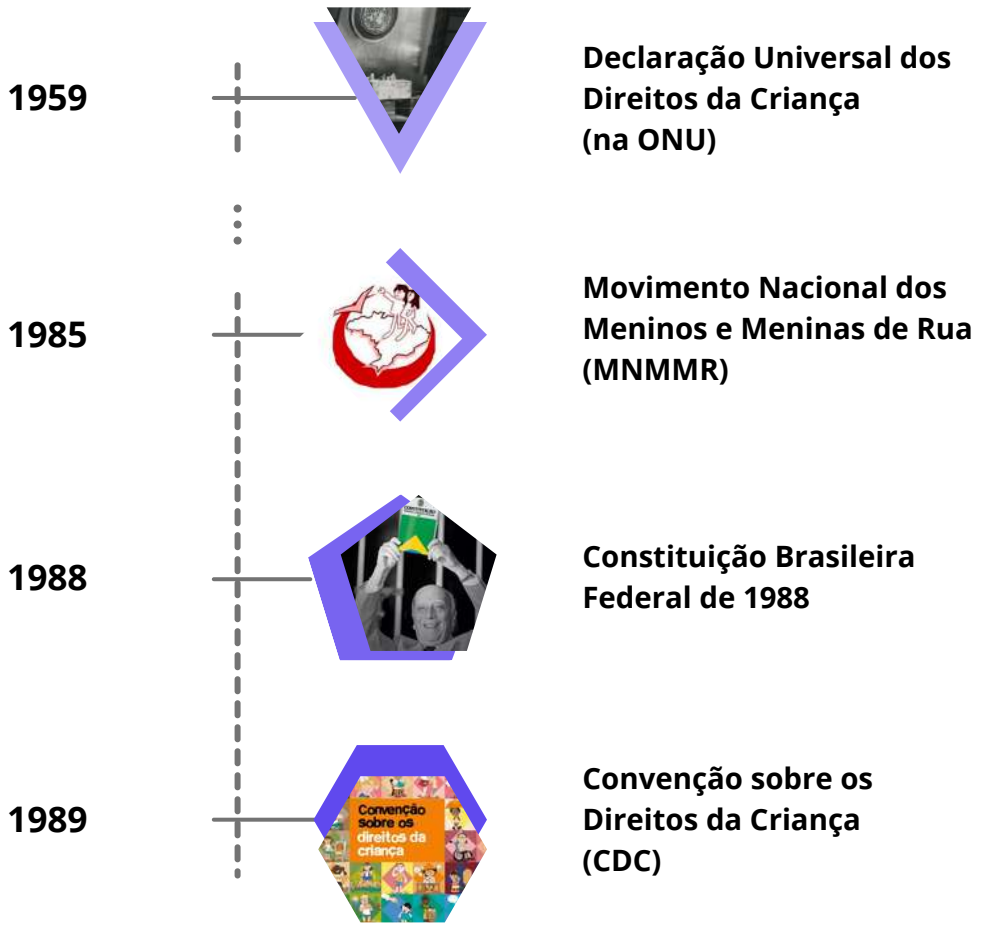 1959
Declaração Universal dos
Direitos da Criança
(na ONU)
1985
Movimento Nacional dos
Meninos e Meninas de Rua
(MNMMR)
1988
CONSTITUIÇÃO
Constituição Brasileira
Federal de 1988
1989
Convenção
sobre os
direitos da
criança
Convenção sobre os
Direitos da Criança
(CDC)